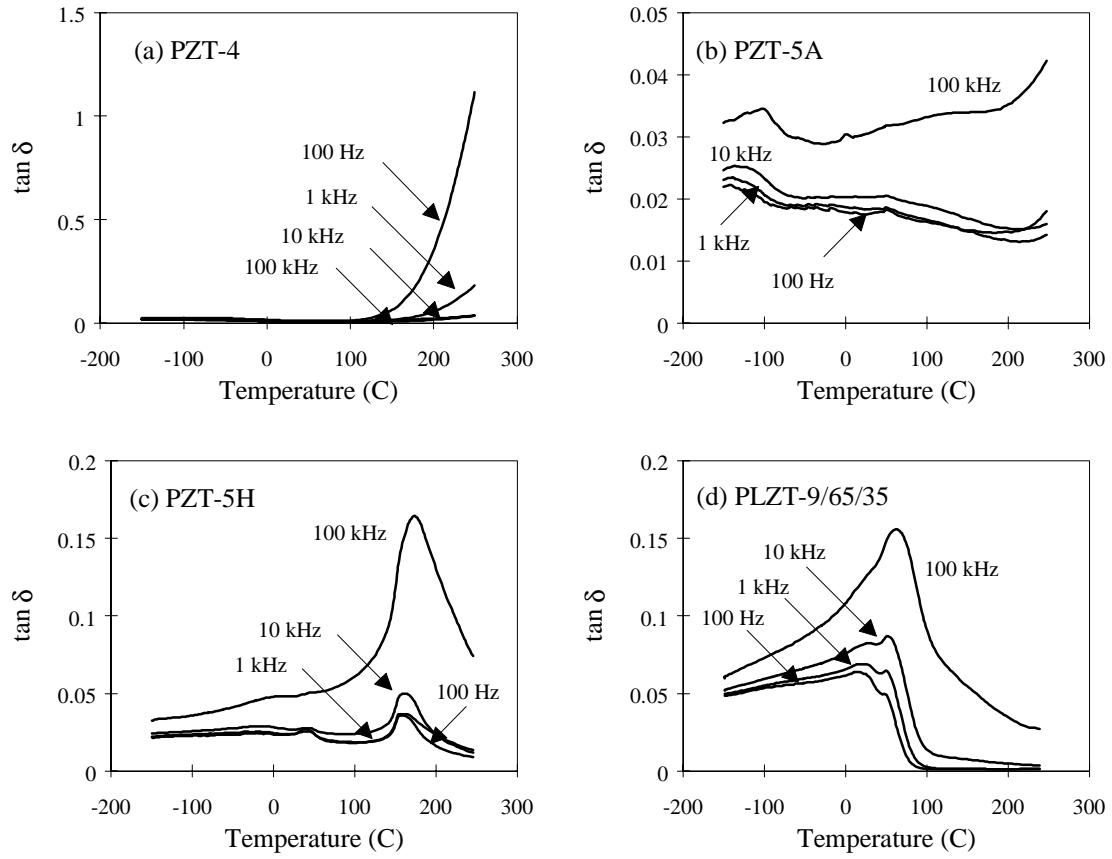 (a) PZT-4
tan δ
1.5
1
0.5
0
100 Hz
1 kHz
10 kHz
100 kHz
-200 -100 0 100 200 300
Temperature (C)
(b) PZT-5A
tan δ
0.05
0.04
0.03
0.02
0.01
0
100 kHz
10 kHz
1 kHz
100 Hz
-200 -100 0 100 200 300
Temperature (C)
(c) PZT-5H
tan δ
0.2
0.15
0.1
0.05
0
100 kHz
10 kHz
1 kHz
100 Hz
-200 -100 0 100 200 300
Temperature (C)
(d) PLZT-9/65/35
tan δ
0.2
0.15
0.1
0.05
0
10 kHz
100 kHz
1 kHz
100 Hz
-200 -100 0 100 200 300
Temperature (C)